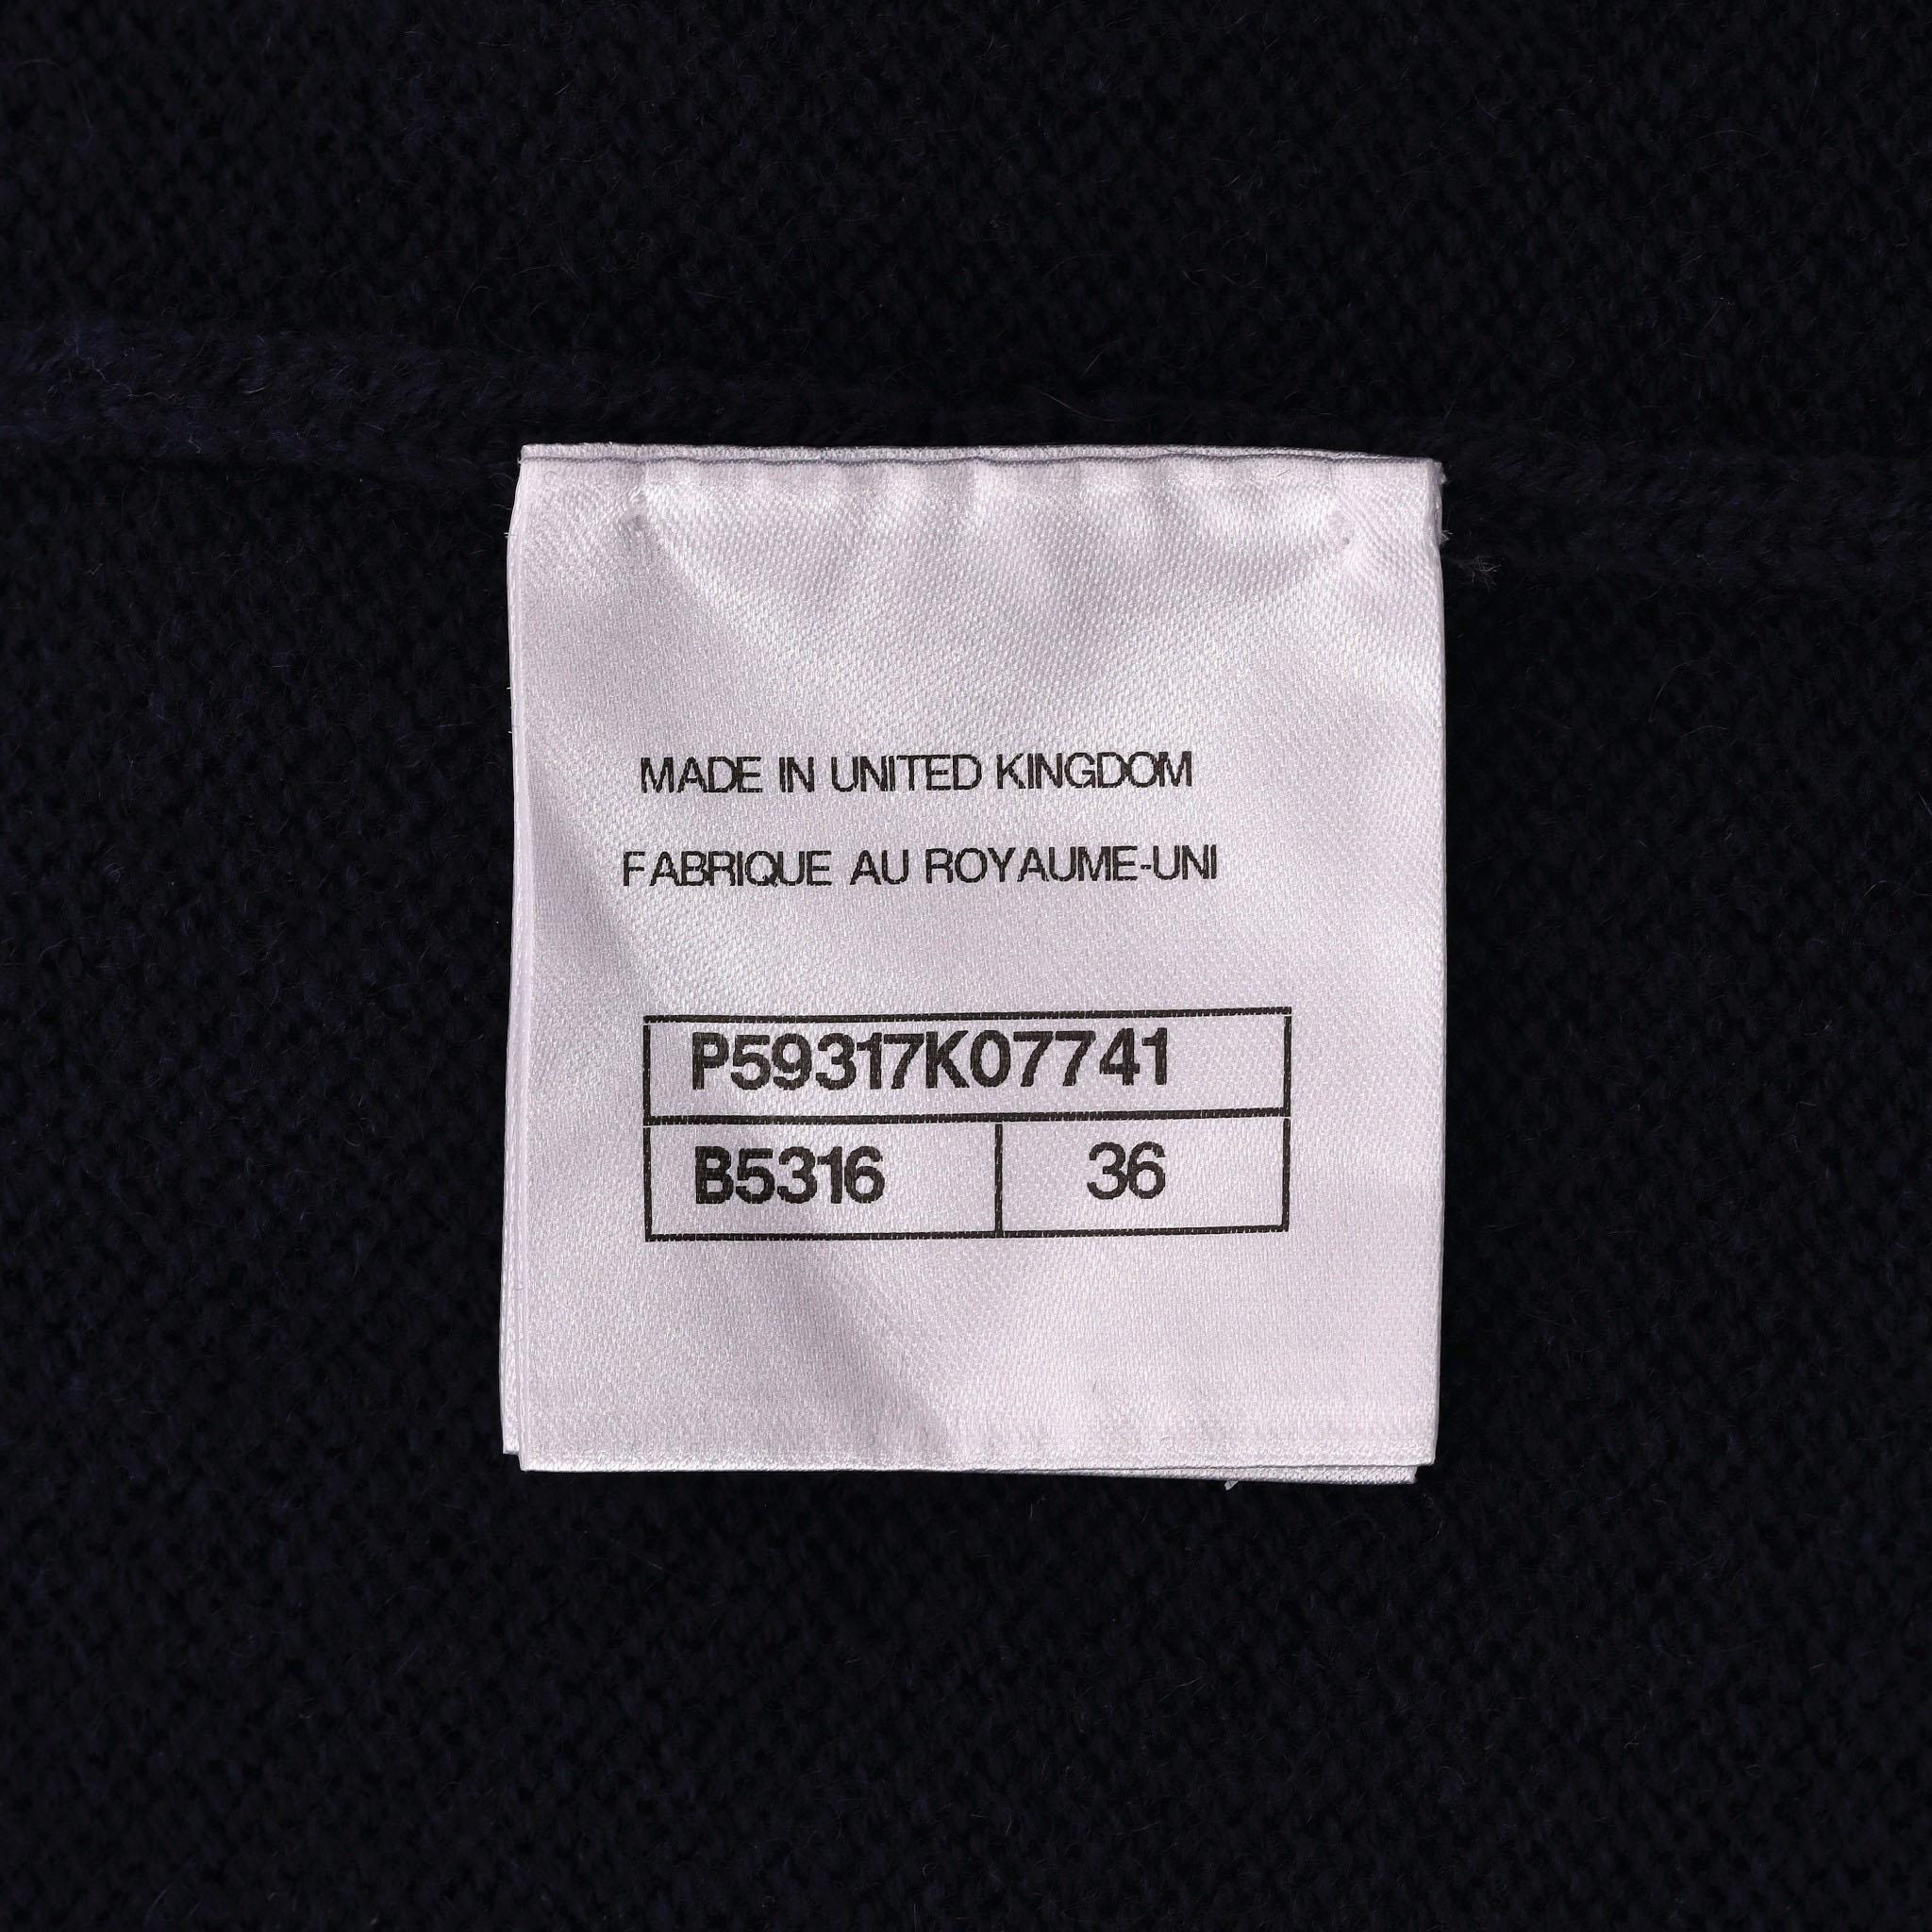 MADE IN UNITED KINGDOM
FABRIQUE AU ROYAUME-UNI
P59317K07741
B5316 36